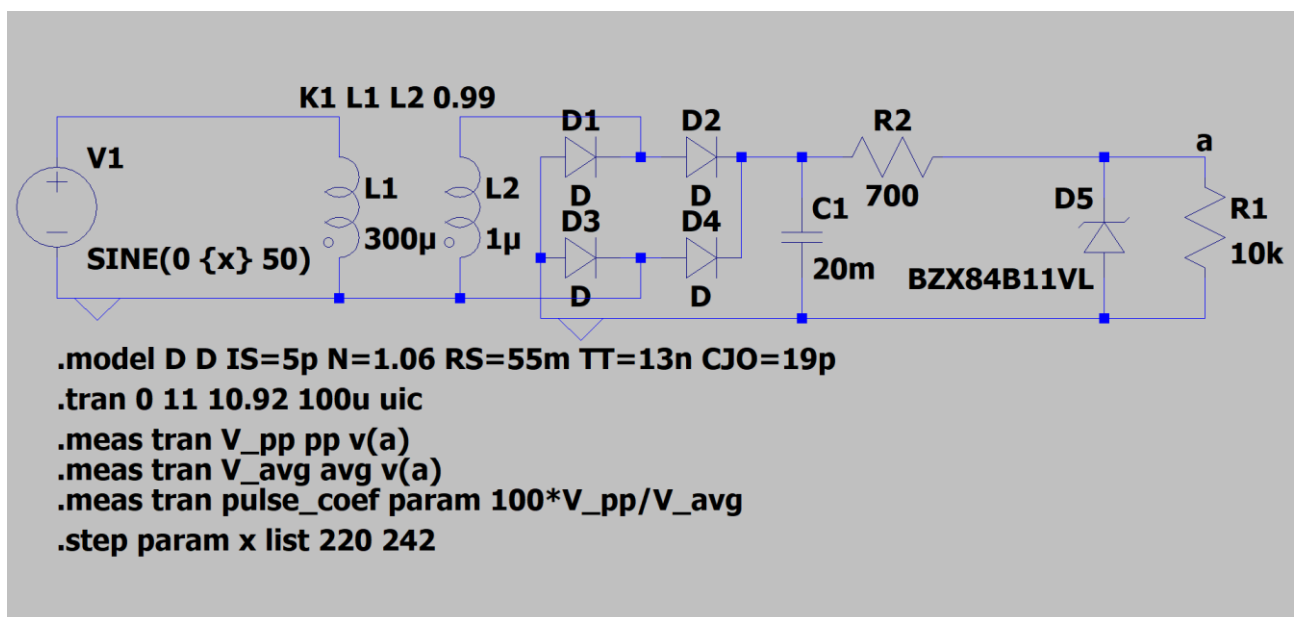 K1 L1 L2 0.99
D1
D2
R2
a
V1
L1
L2
D
D
C1
700
D5
R1
D3
D4
300µ
1µ
SINE(0 {x} 50)
20m
BZX84B11VL
10k
D
D
.model D D IS=5p N=1.06 RS=55m TT=13n CJO=19p
.tran 0 11 10.92 100u uic
.meas tran V_pp pp v(a)
.meas tran V_avg avg v(a)
.meas tran pulse_coef param 100*V_pp/V_avg
.step param x list 220 242